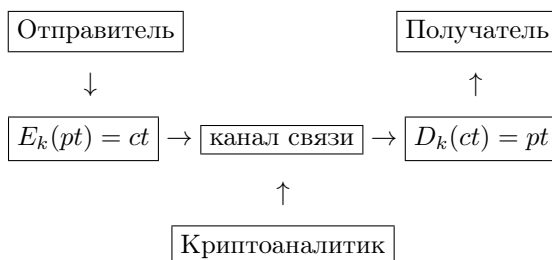 Отправитель Получатель
↓ ↑
E_k(pt) = ct → канал связи → D_k(ct) = pt
↑
Криптоаналитик